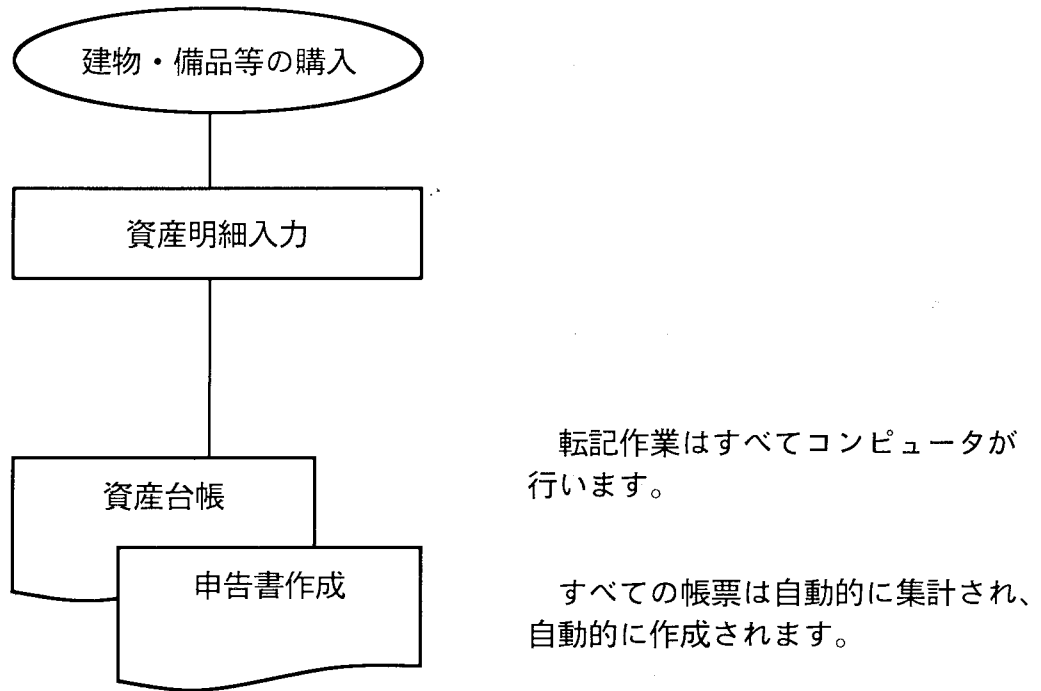 建物・備品等の購入
資産明細入力
資産台帳
申告書作成
転記作業はすべてコンピュータが
行います。
すべての帳票は自動的に集計され、
自動的に作成されます。